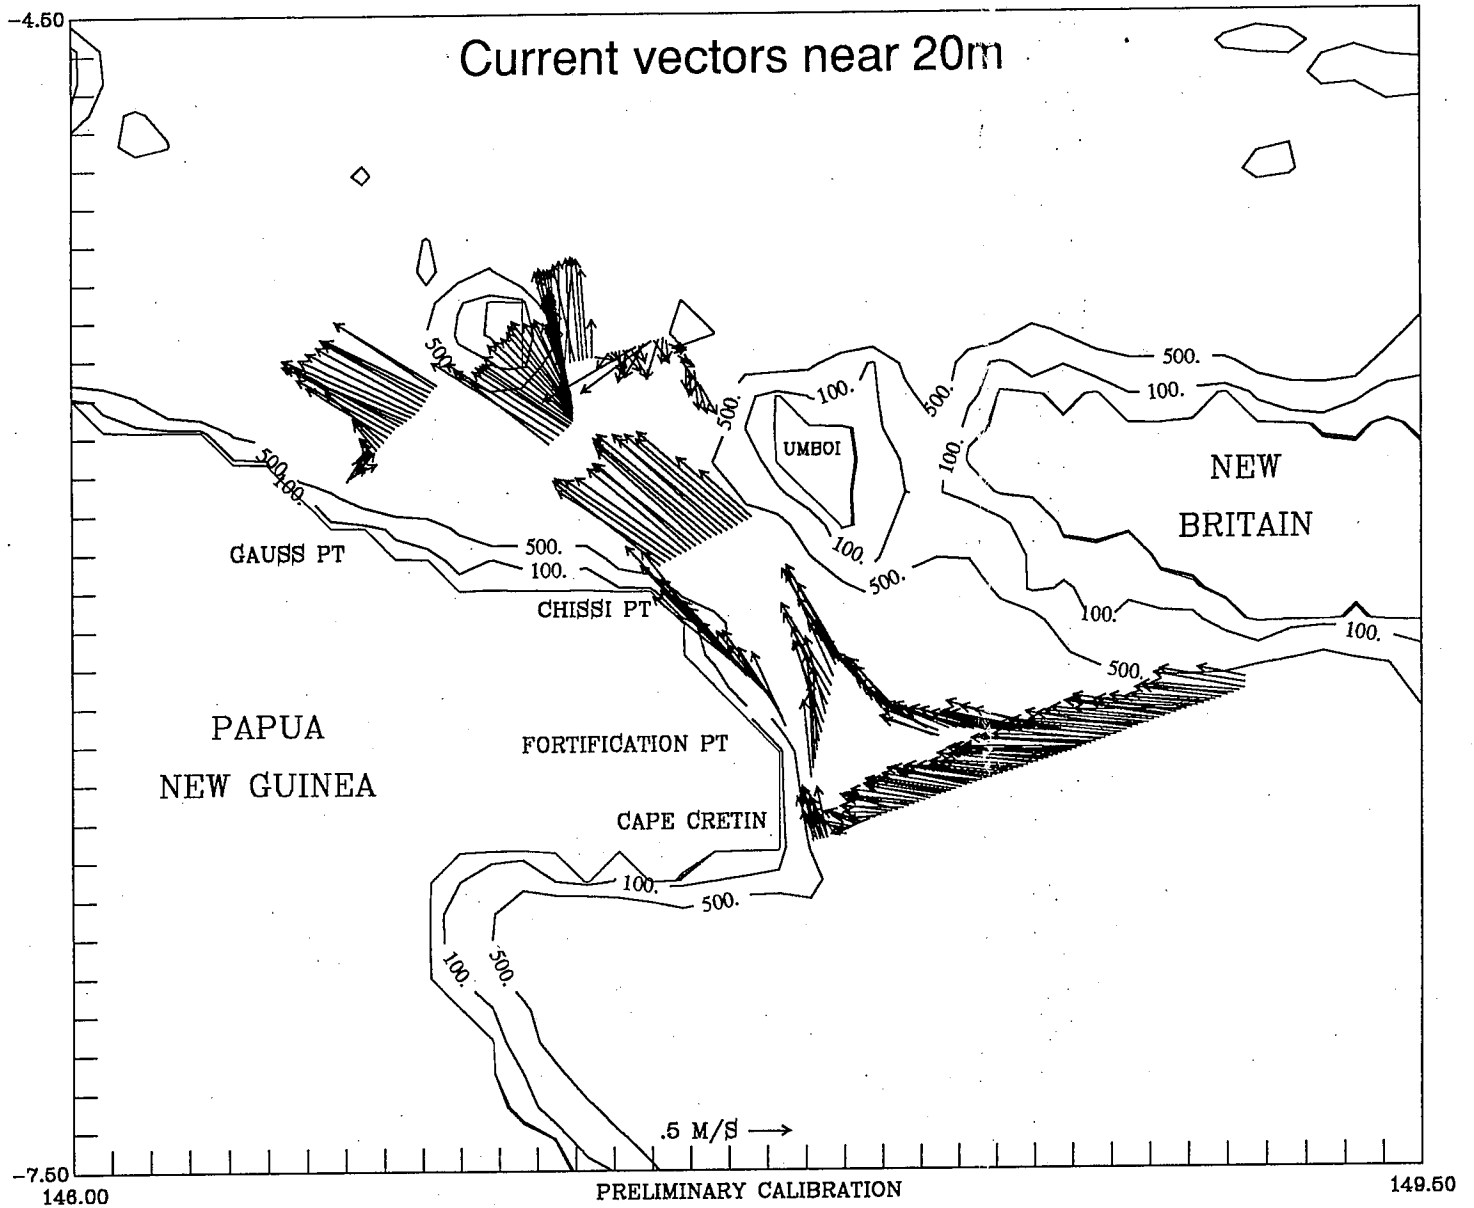 -4.50
Current vectors near 20m
500.
500.
100.
100.
500.
500.
500.
100.
UMBOI
NEW
BRITAIN
500.
100.
GAUSS PT
500.
100.
CHISSI PT
100.
500.
100.
100.
500.
PAPUA
NEW GUINEA
FORTIFICATION PT
CAPE CRETIN
100.
500.
100.
500.
.5 M/S
-7.50
146.00
PRELIMINARY CALIBRATION
149.50